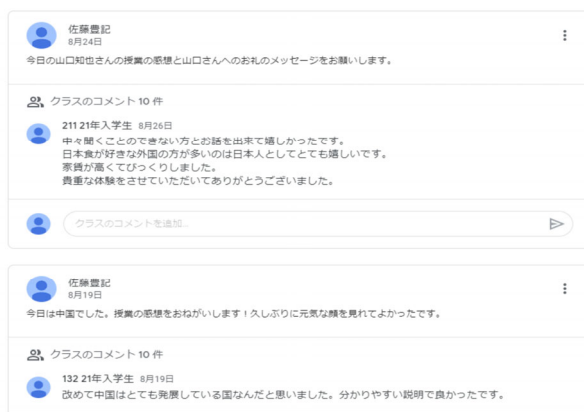 佐藤豊記
8月24日
今日の山口知也さんの授業の感想と山口さんへのお礼のメッセージをお願いします。
クラスのコメント 10 件
211 21年入学生 8月26日
中々聞くことのできない方とお話を出来て嬉しかったです。
日本食が好きな外国の方が多いのは日本人としてとても嬉しいです。
家賃が高くてびっくりしました。
貴重な体験をさせていただいてありがとうございました。
クラスのコメントを追加...
佐藤豊記
8月19日
今日は中国でした。授業の感想をおねがいします！久しぶりに元気な顔を見れてよかったです。
クラスのコメント 10 件
132 21年入学生 8月19日
改めて中国はとても発展している国なんだと思いました。分かりやすい説明で良かったです。